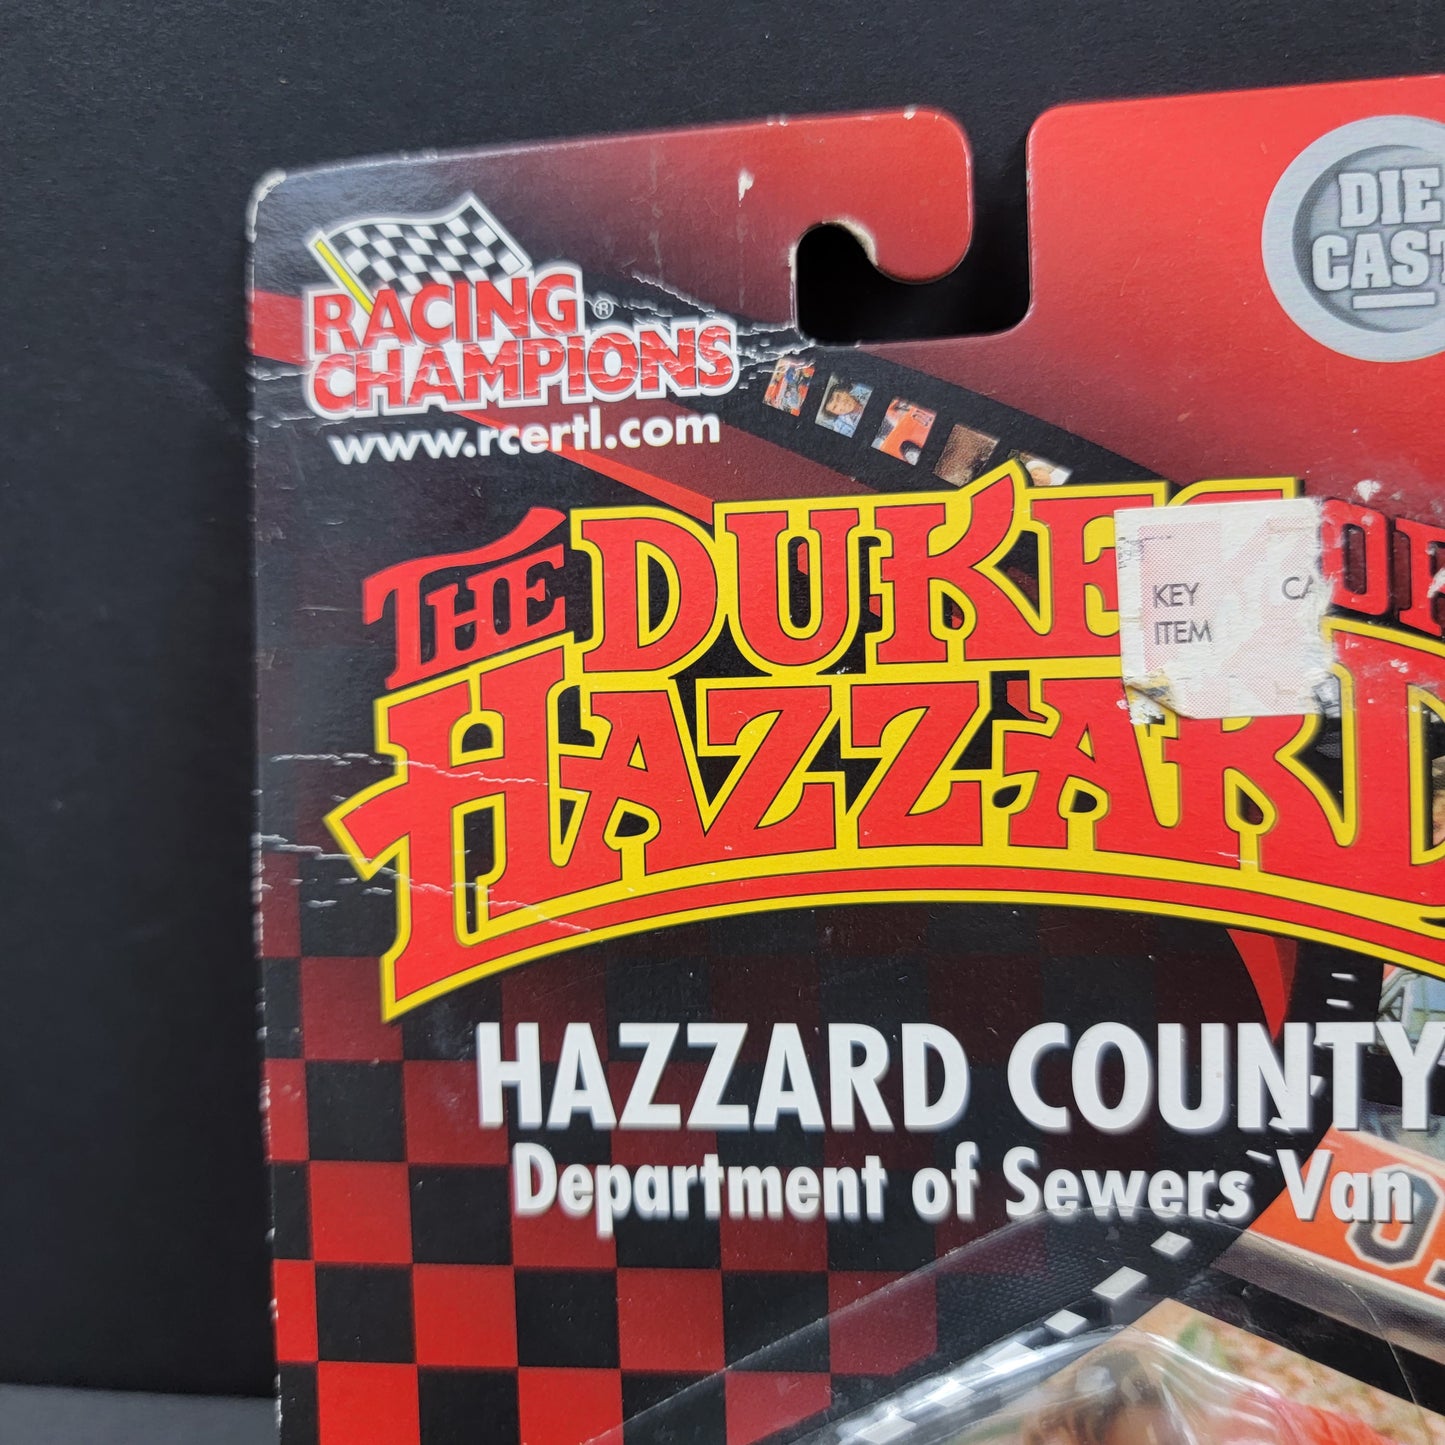 RACING®
CHAMPIONS
www.rcertl.com
DIE
CAST
THE DUKES OF
HAZZARD
KEY CA
ITEM
HAZZARD COUNTY
Department of Sewers Van